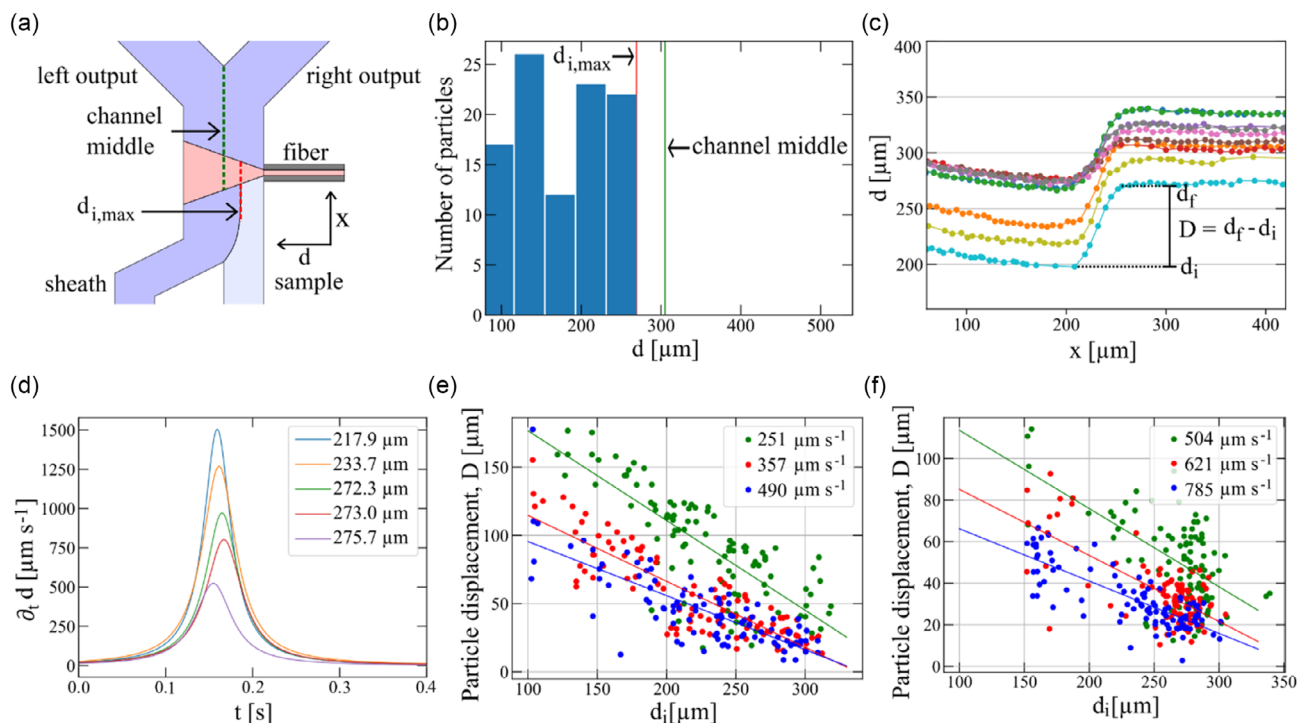 (a)
left output
right output
channel
middle
fiber
d_i,max
x
d
sample
sheath
(b)
Number of particles
25
20
15
10
5
0
d_i,max
channel middle
100
200
300
400
500
d [µm]
(c)
d [µm]
400
350
300
250
200
d_f
D = d_f - d_i
d_i
100
200
300
400
x [µm]
(d)
∂_t d [µm s⁻¹]
1500
1250
1000
750
500
250
0
217.9 µm
233.7 µm
272.3 µm
273.0 µm
275.7 µm
0.0
0.1
0.2
0.3
0.4
t [s]
(e)
Particle displacement, D [µm]
150
100
50
0
251 µm s⁻¹
357 µm s⁻¹
490 µm s⁻¹
100
150
200
250
300
d_i[µm]
(f)
Particle displacement, D [µm]
100
80
60
40
20
0
504 µm s⁻¹
621 µm s⁻¹
785 µm s⁻¹
100
150
200
250
300
350
d_i[µm]